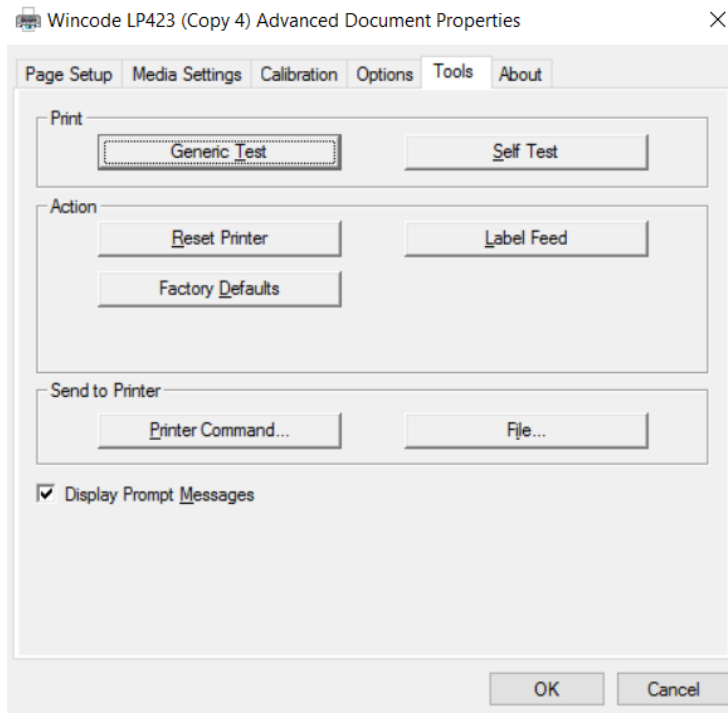 Wincode LP423 (Copy 4) Advanced Document Properties
Page Setup Media Settings Calibration Options Tools About
Print
Generic Test Self Test
Action
Reset Printer Label Feed
Factory Defaults
Send to Printer
Printer Command... File...
Display Prompt Messages
OK Cancel